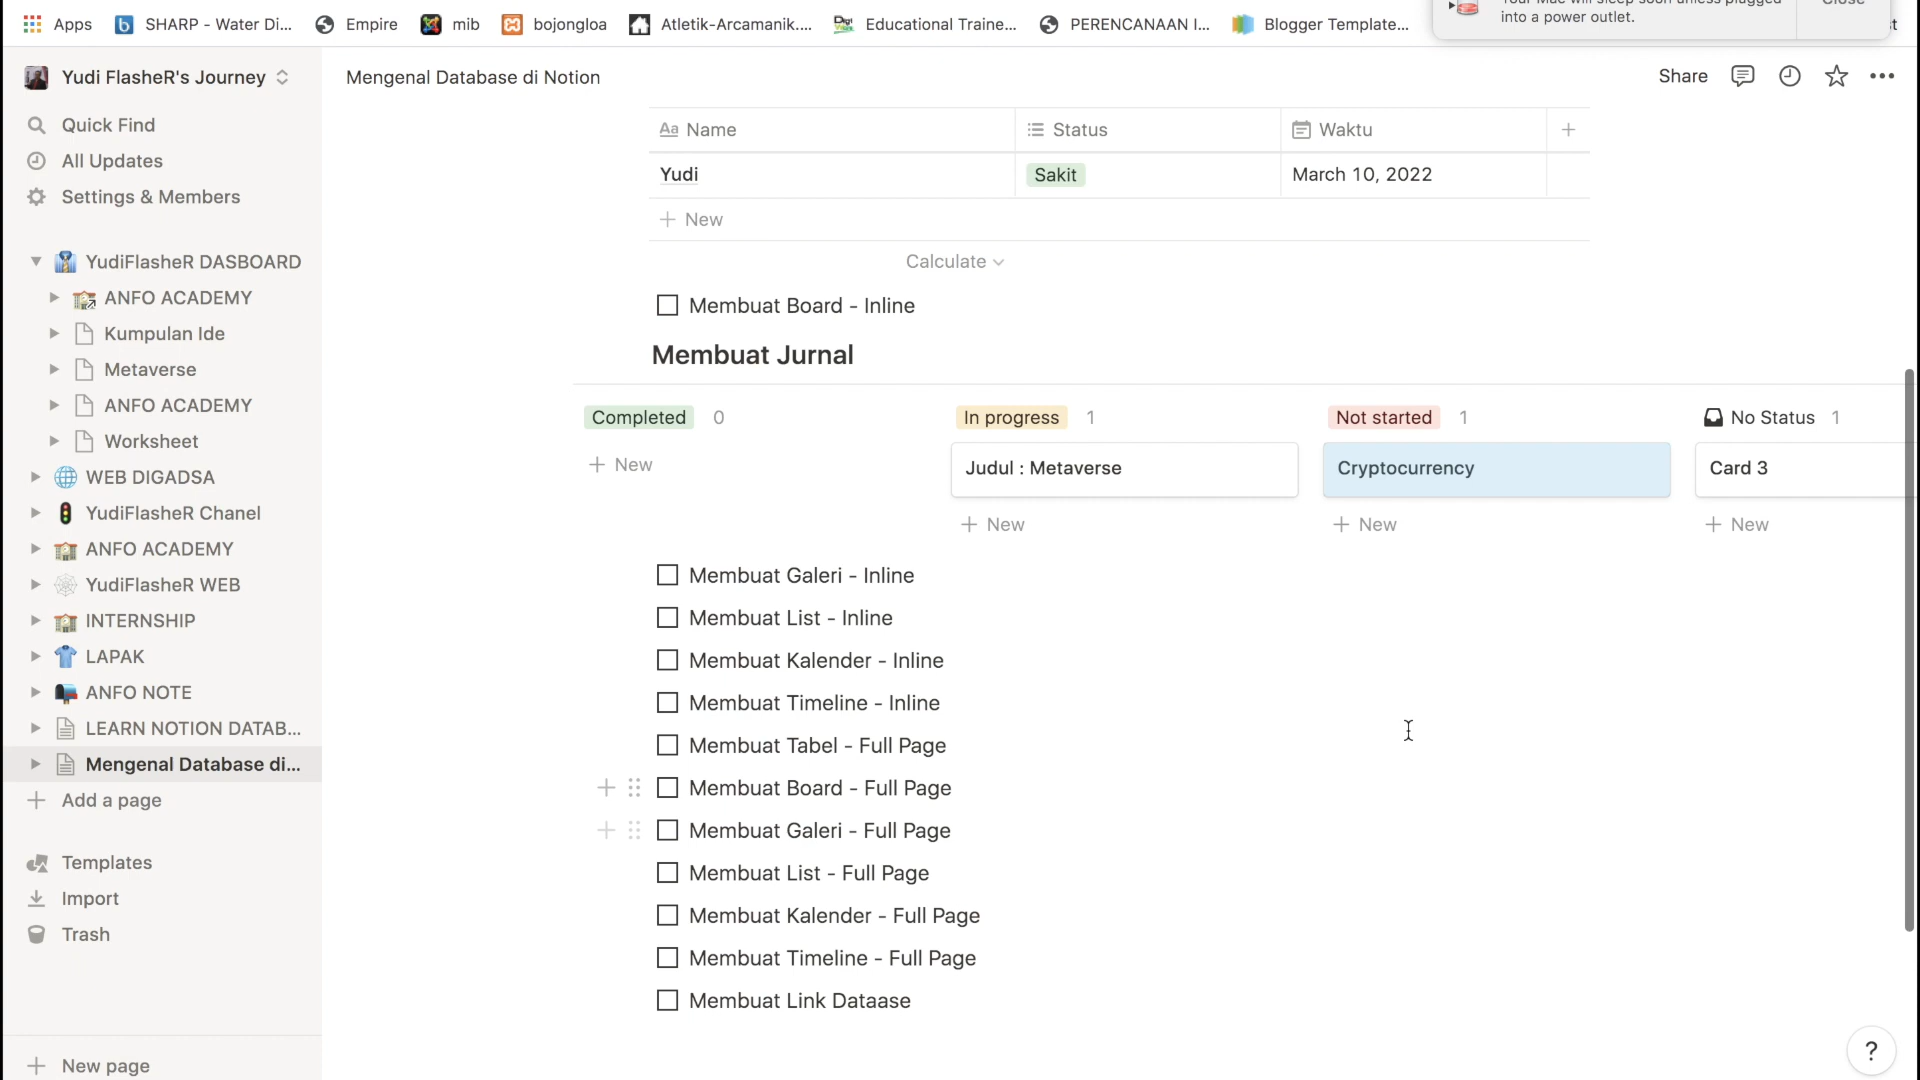 Apps SHARP - Water Di... Empire mib bojongloa Atletik-Arcamanik.... Educational Traine... PERENCANAAN I... Blogger Template...
into a power outlet.
Yudi FlasheR's Journey
Mengenal Database di Notion
Share
Quick Find
All Updates
Settings & Members
YudiFlasheR DASBOARD
ANFO ACADEMY
Kumpulan Ide
Metaverse
ANFO ACADEMY
Worksheet
WEB DIGADSA
YudiFlasheR Chanel
ANFO ACADEMY
YudiFlasheR WEB
INTERNSHIP
LAPAK
ANFO NOTE
LEARN NOTION DATAB...
Mengenal Database di...
Add a page
Templates
Import
Trash
New page
Aa Name Status Waktu
Yudi Sakit March 10, 2022
New
Calculate
Membuat Board - Inline
Membuat Jurnal
Completed 0 In progress 1 Not started 1 No Status 1
New Judul : Metaverse Cryptocurrency Card 3
New New New
Membuat Galeri - Inline
Membuat List - Inline
Membuat Kalender - Inline
Membuat Timeline - Inline
Membuat Tabel - Full Page
Membuat Board - Full Page
Membuat Galeri - Full Page
Membuat List - Full Page
Membuat Kalender - Full Page
Membuat Timeline - Full Page
Membuat Link Dataase
?